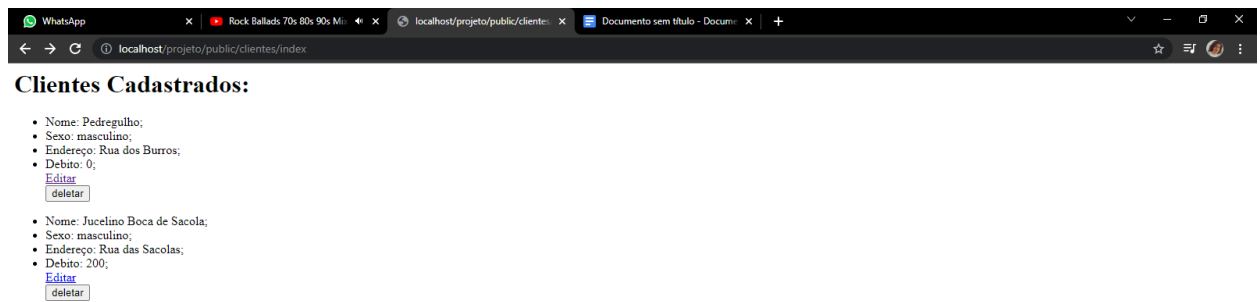 WhatsApp
Rock Ballads 70s 80s 90s Mix
localhost/projeto/public/clientes/
Documento sem título - Docume
localhost/projeto/public/clientes/index
Clientes Cadastrados:
Nome: Pedregulho;
Sexo: masculino;
Endereço: Rua dos Burros;
Debito: 0;
Editar
deletar
Nome: Jucelino Boca de Sacola;
Sexo: masculino;
Endereço: Rua das Sacolas;
Debito: 200;
Editar
deletar